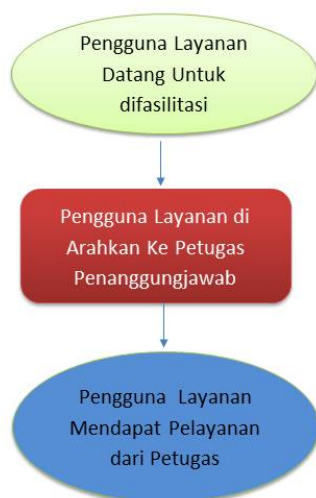 Pengguna Layanan
Datang Untuk
difasilitasi
Pengguna Layanan di
Arahkan Ke Petugas
Penanggungjawab
Pengguna Layanan
Mendapat Pelayanan
dari Petugas